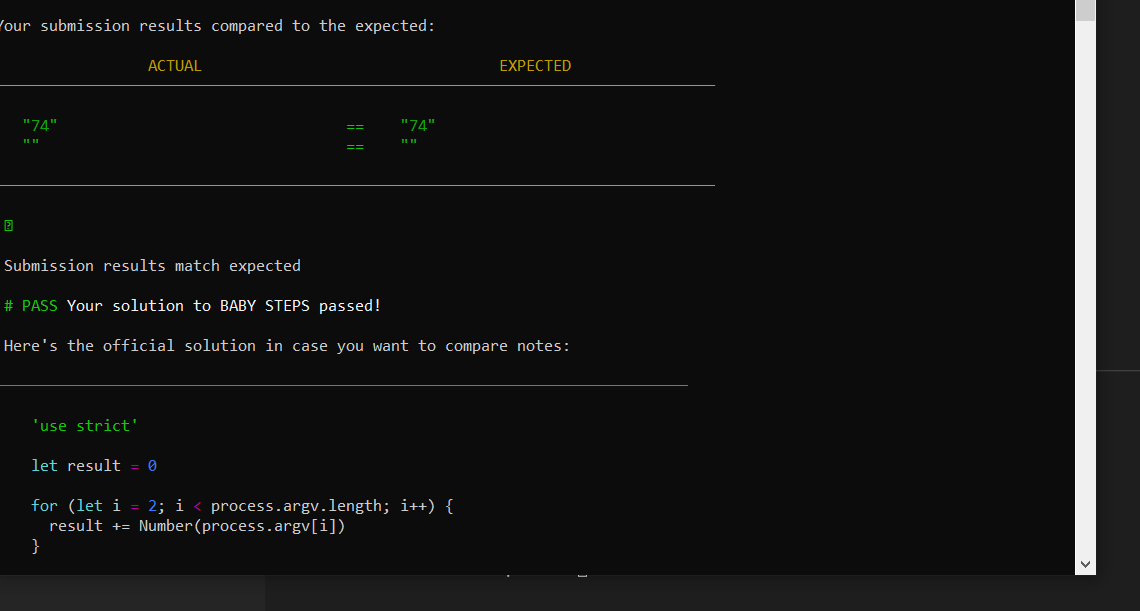 Your submission results compared to the expected:
ACTUAL EXPECTED
"74" == "74"
"" == ""
Submission results match expected
# PASS Your solution to BABY STEPS passed!
Here's the official solution in case you want to compare notes:
'use strict'
let result = 0
for (let i = 2; i < process.argv.length; i++) {
result += Number(process.argv[i])
}